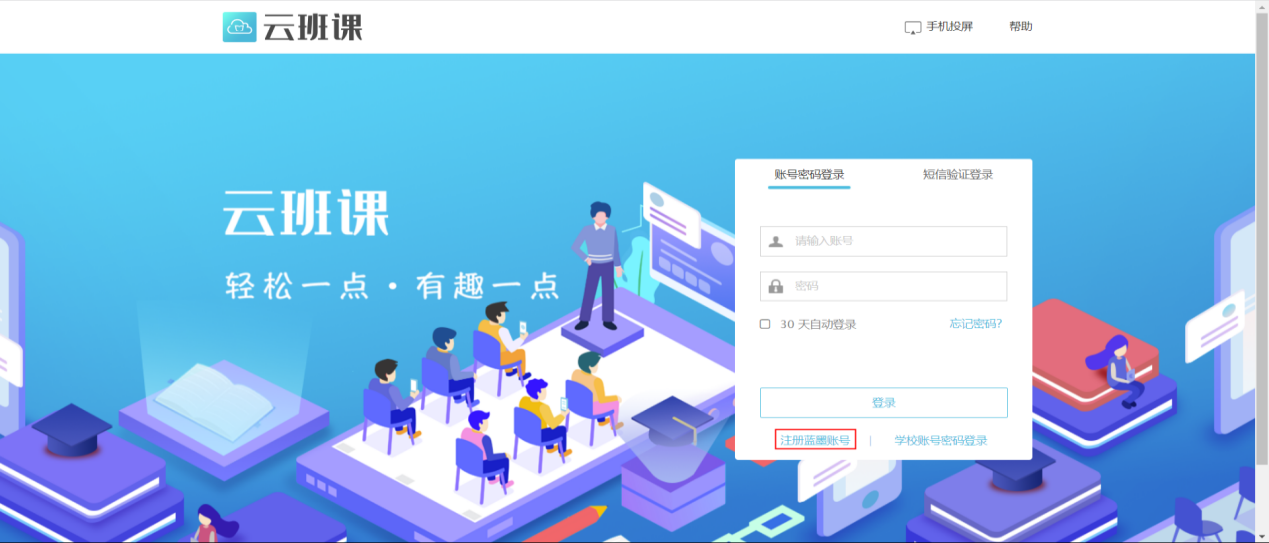 云班课
手机投屏
帮助
云班课
轻松一点·有趣一点
账号密码登录
短信验证登录
请输入账号
密码
30 天自动登录
忘记密码?
登录
注册蓝墨账号 | 学校账号密码登录